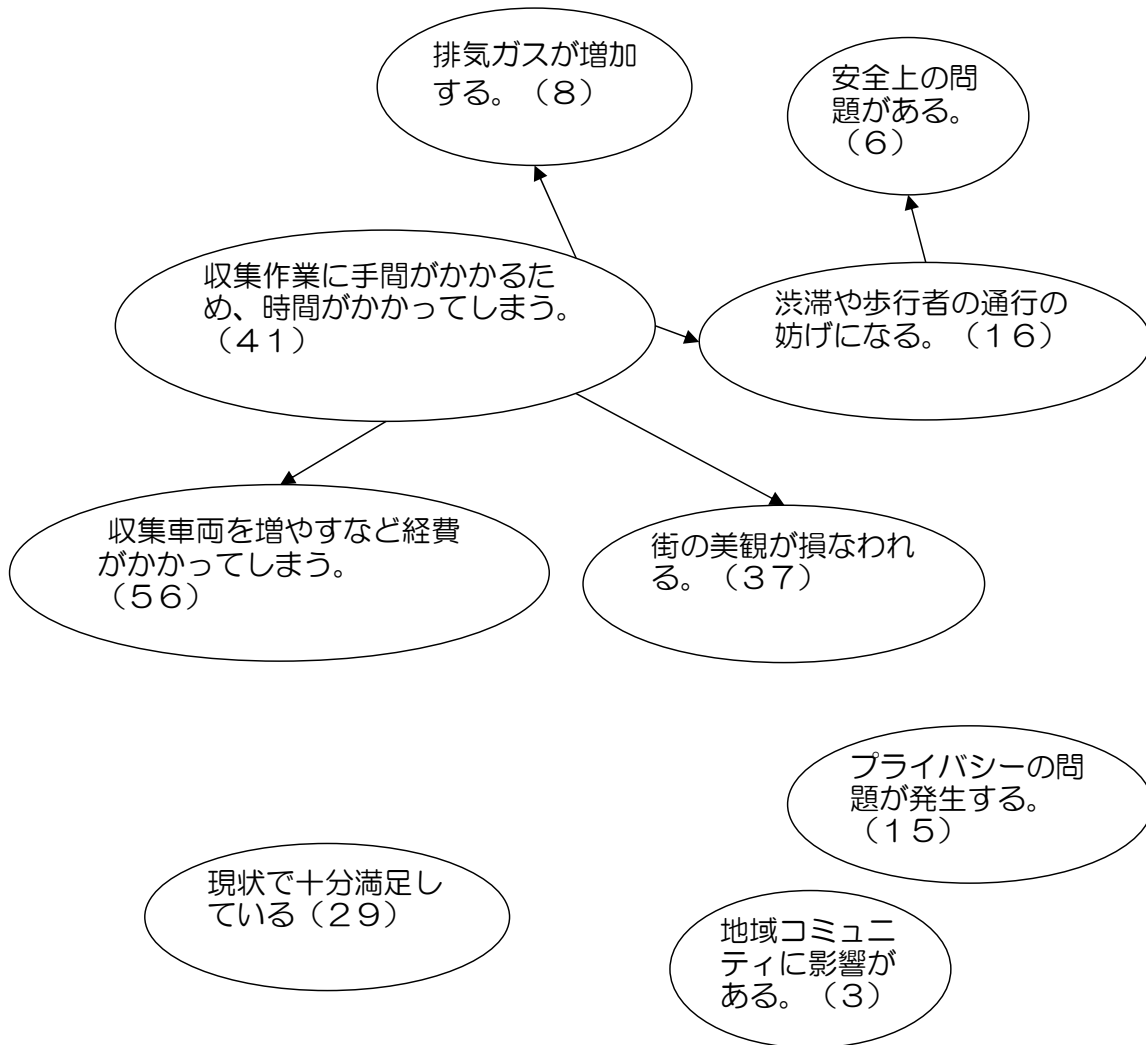 排気ガスが増加
する。（８）
安全上の問
題がある。
（６）
収集作業に手間がかかるた
め、時間がかかってしまう。
（４１）
渋滞や歩行者の通行の
妨げになる。（１６）
収集車両を増やすなど経費
がかかってしまう。
（５６）
街の美観が損なわれ
る。（３７）
プライバシーの問
題が発生する。
（１５）
現状で十分満足し
ている（２９）
地域コミュニ
ティに影響が
ある。（３）